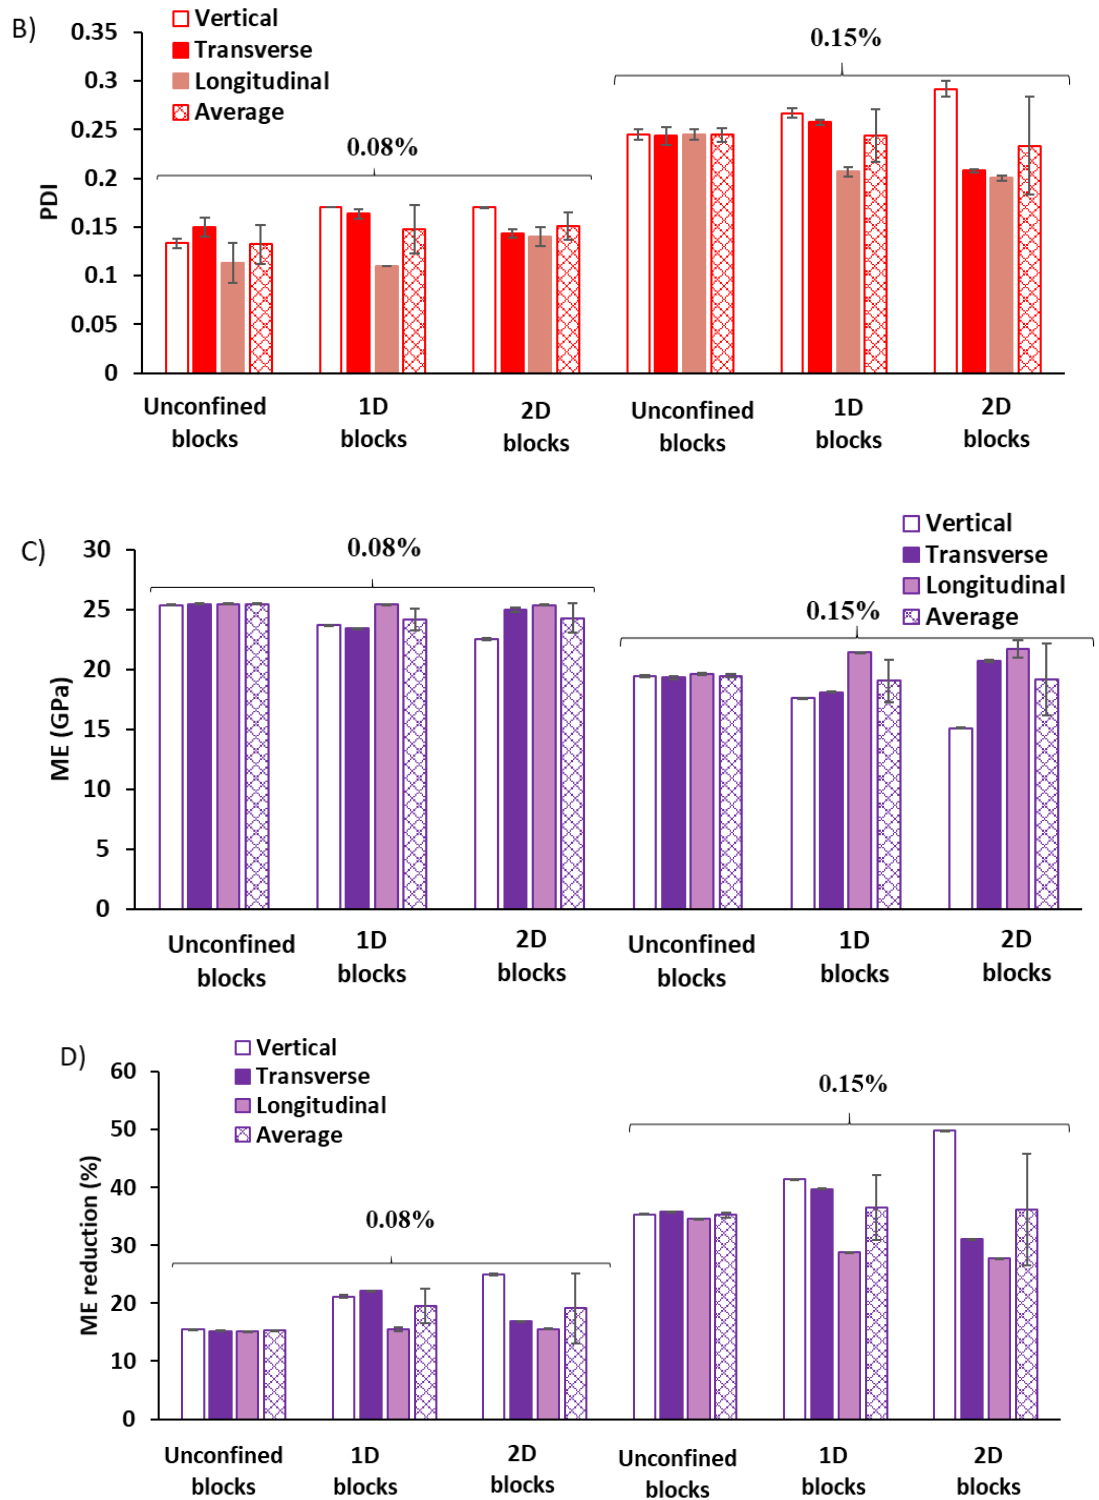 B)
Vertical
Transverse
Longitudinal
Average
0.35
0.3
0.25
0.2
0.15
0.1
0.05
0
PDI
0.08%
0.15%
Unconfined blocks
1D blocks
2D blocks
Unconfined blocks
1D blocks
2D blocks
C)
Vertical
Transverse
Longitudinal
Average
30
25
20
15
10
5
0
ME (GPa)
0.08%
0.15%
Unconfined blocks
1D blocks
2D blocks
Unconfined blocks
1D blocks
2D blocks
D)
Vertical
Transverse
Longitudinal
Average
60
50
40
30
20
10
0
ME reduction (%)
0.08%
0.15%
Unconfined blocks
1D blocks
2D blocks
Unconfined blocks
1D blocks
2D blocks